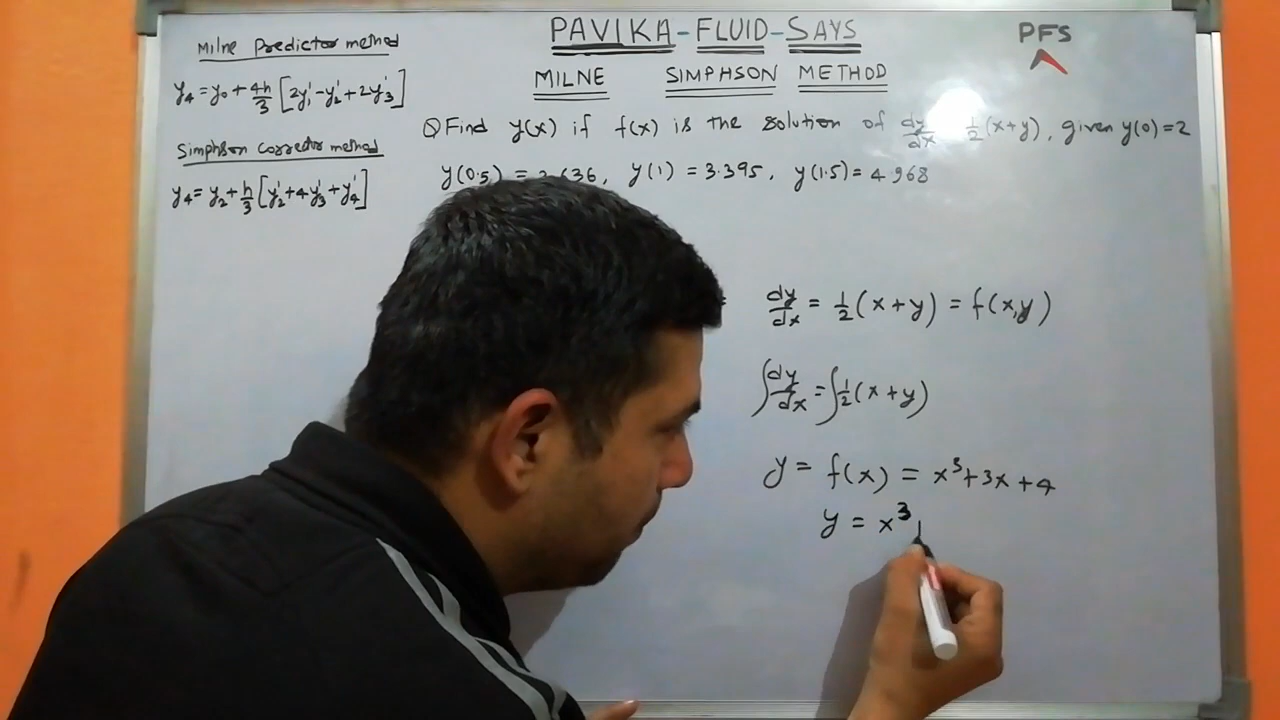 PAVIKA-FLUID-SAYS
PFS
MILNE SIMPHSON METHOD
Milne Predictor method
y₄ = y₀ + 4h/3 [2y₁' - y₂' + 2y₃']
Simphson corrector method
y₄ = y₂ + h/3 [y₂' + 4y₃' + y₄']
Q Find y(x) if f(x) is the solution of dy/dx 1/2(x+y), given y(0)=2
y(0.5) = 636, y(1) = 3.395, y(1.5) = 4.968
dy/dx = 1/2(x+y) = f(x,y)
∫dy/dx = ∫1/2(x+y)
y = f(x) = x³+3x+4
y = x³